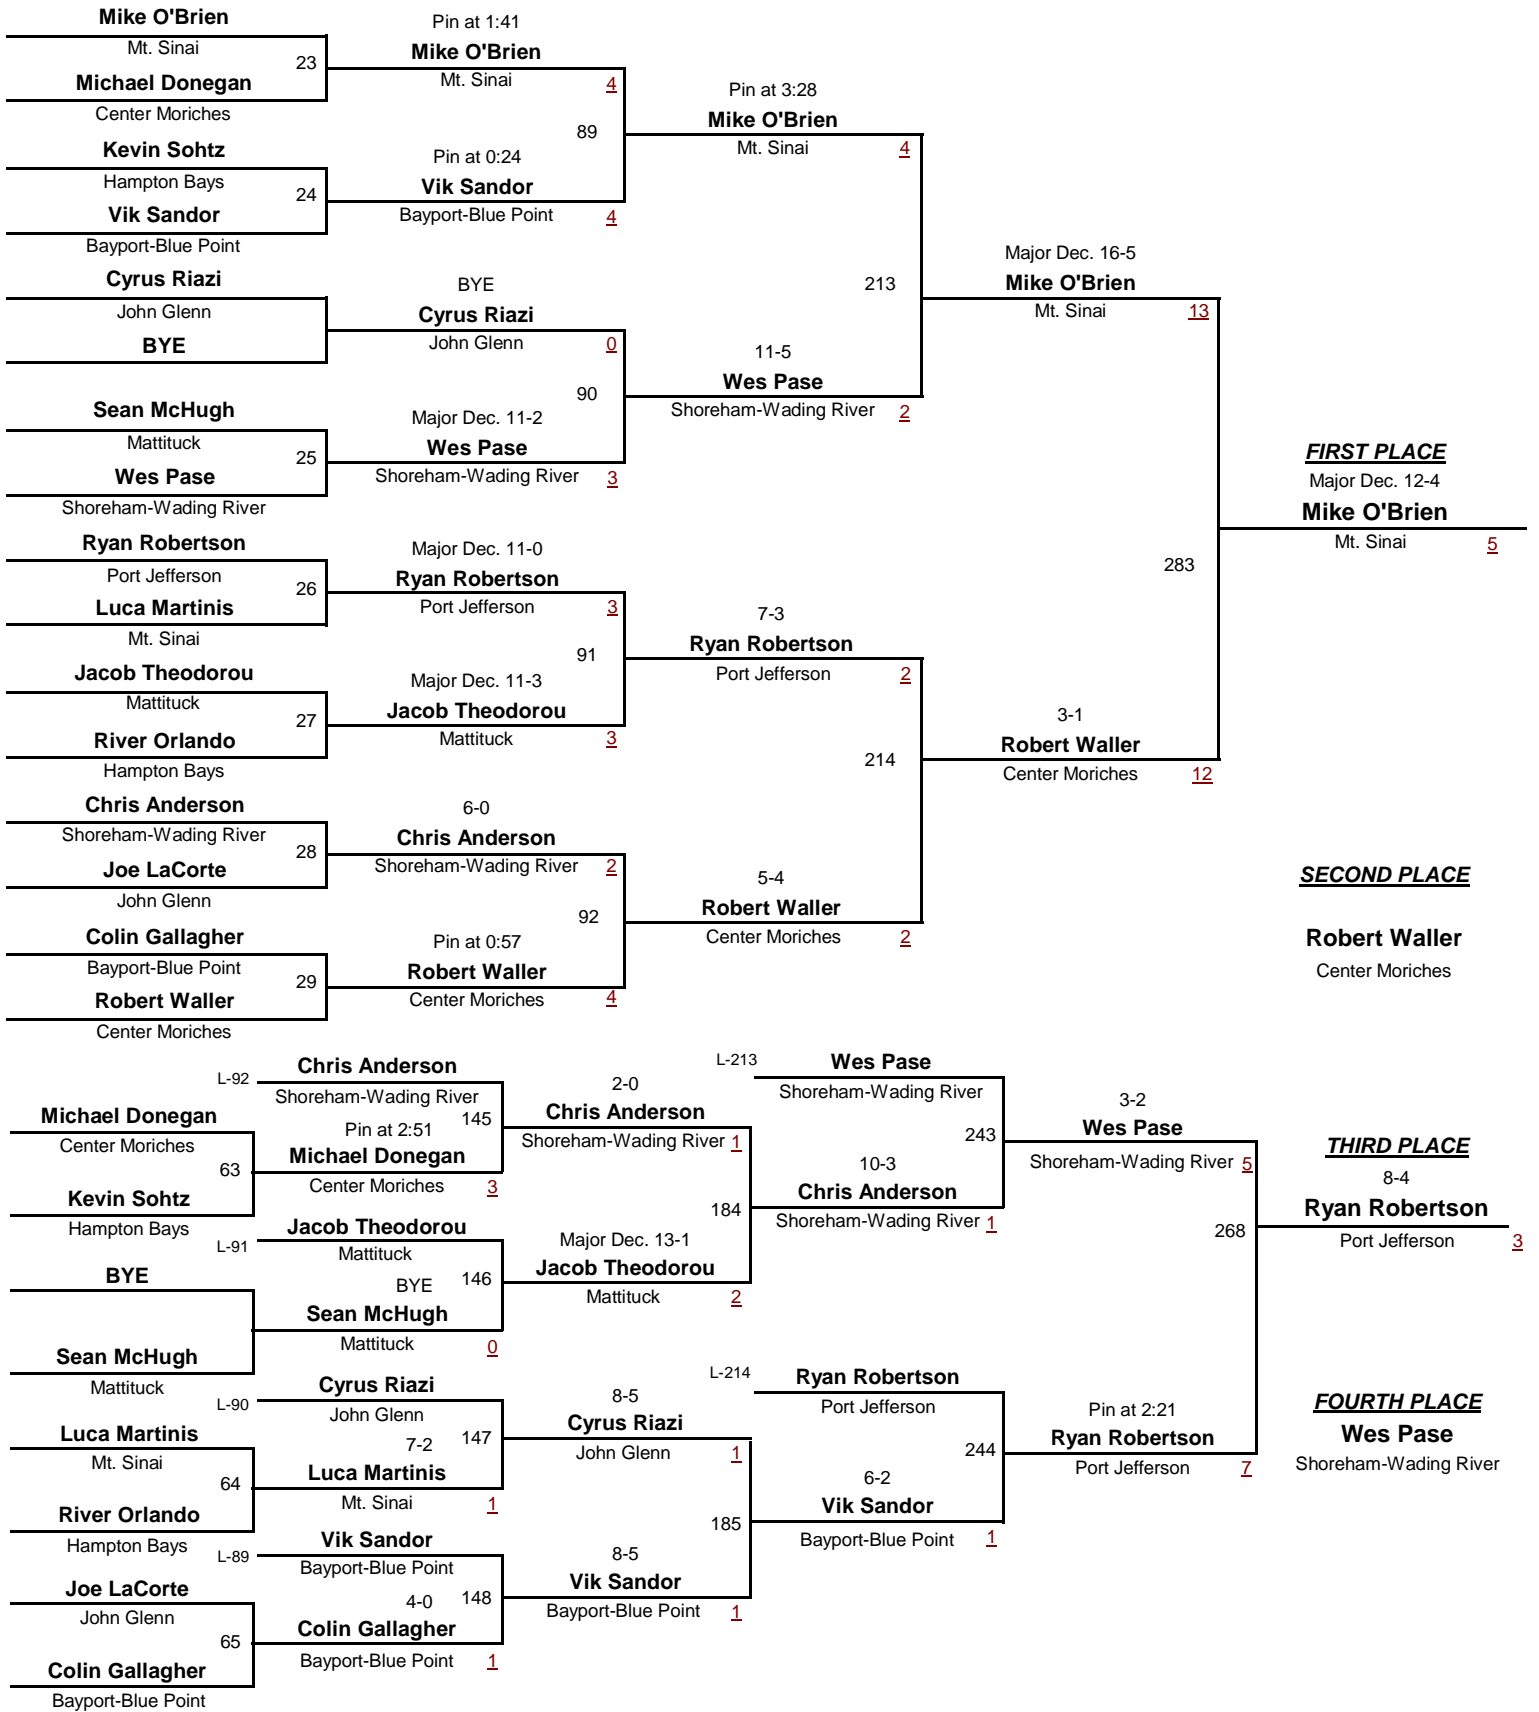 Mike O'Brien
Mt. Sinai
23
Michael Donegan
Center Moriches
Kevin Sohtz
Hampton Bays
24
Vik Sandor
Bayport-Blue Point
Cyrus Riazi
John Glenn
BYE
Sean McHugh
Mattituck
25
Wes Pase
Shoreham-Wading River
Ryan Robertson
Port Jefferson
26
Luca Martinis
Mt. Sinai
Jacob Theodorou
Mattituck
27
River Orlando
Hampton Bays
Chris Anderson
Shoreham-Wading River
28
Joe LaCorte
John Glenn
Colin Gallagher
Bayport-Blue Point
29
Robert Waller
Center Moriches
Pin at 1:41
Mike O'Brien
Mt. Sinai 4
89
Pin at 0:24
Vik Sandor
Bayport-Blue Point 4
BYE
Cyrus Riazi
John Glenn 0
90
Major Dec. 11-2
Wes Pase
Shoreham-Wading River 3
Major Dec. 11-0
Ryan Robertson
Port Jefferson 3
91
Major Dec. 11-3
Jacob Theodorou
Mattituck 3
6-0
Chris Anderson
Shoreham-Wading River 2
92
Pin at 0:57
Robert Waller
Center Moriches 4
Pin at 3:28
Mike O'Brien
Mt. Sinai 4
213
11-5
Wes Pase
Shoreham-Wading River 2
7-3
Ryan Robertson
Port Jefferson 2
214
5-4
Robert Waller
Center Moriches 2
Major Dec. 16-5
Mike O'Brien
Mt. Sinai 13
283
3-1
Robert Waller
Center Moriches 12
FIRST PLACE
Major Dec. 12-4
Mike O'Brien
Mt. Sinai 5
SECOND PLACE
Robert Waller
Center Moriches
Michael Donegan
Center Moriches
63
Kevin Sohtz
Hampton Bays
BYE
Sean McHugh
Mattituck
Luca Martinis
Mt. Sinai
64
River Orlando
Hampton Bays
Joe LaCorte
John Glenn
65
Colin Gallagher
Bayport-Blue Point
L-92 Chris Anderson
Shoreham-Wading River
145
Pin at 2:51
Michael Donegan
Center Moriches 3
L-91 Jacob Theodorou
Mattituck
BYE 146
Sean McHugh
Mattituck 0
L-90 Cyrus Riazi
John Glenn
7-2 147
Luca Martinis
Mt. Sinai 1
L-89 Vik Sandor
Bayport-Blue Point
4-0 148
Colin Gallagher
Bayport-Blue Point 1
2-0
Chris Anderson
Shoreham-Wading River 1
184
Major Dec. 13-1
Jacob Theodorou
Mattituck 2
8-5
Cyrus Riazi
John Glenn 1
185
8-5
Vik Sandor
Bayport-Blue Point 1
L-213 Wes Pase
Shoreham-Wading River
243
10-3
Chris Anderson
Shoreham-Wading River 1
L-214 Ryan Robertson
Port Jefferson
244
6-2
Vik Sandor
Bayport-Blue Point 1
3-2
Wes Pase
Shoreham-Wading River 5
268
Pin at 2:21
Ryan Robertson
Port Jefferson 7
THIRD PLACE
8-4
Ryan Robertson
Port Jefferson 3
FOURTH PLACE
Wes Pase
Shoreham-Wading River